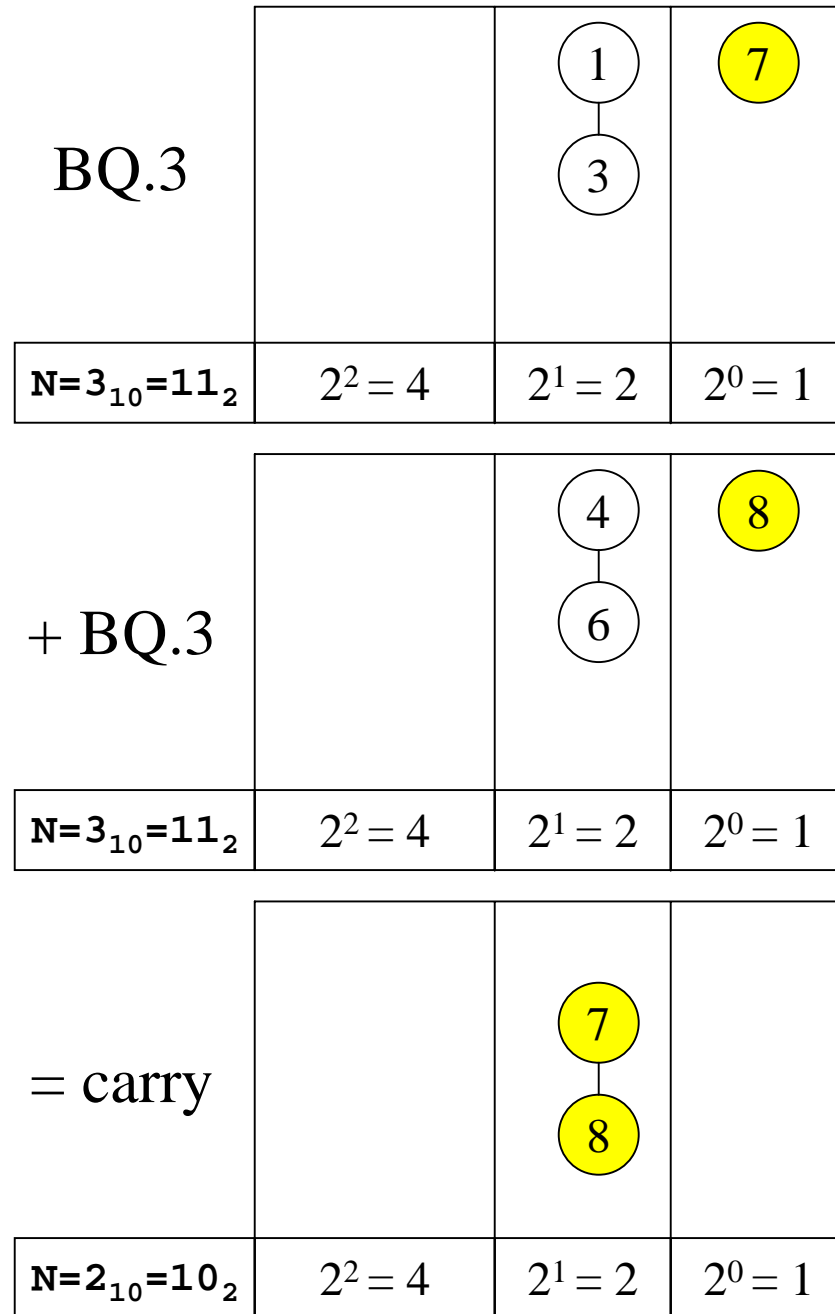 1 7
BQ.3
3
N=3₁₀=11₂ 2² = 4 2¹ = 2 2⁰ = 1
4 8
+ BQ.3
6
N=3₁₀=11₂ 2² = 4 2¹ = 2 2⁰ = 1
7
= carry
8
N=2₁₀=10₂ 2² = 4 2¹ = 2 2⁰ = 1